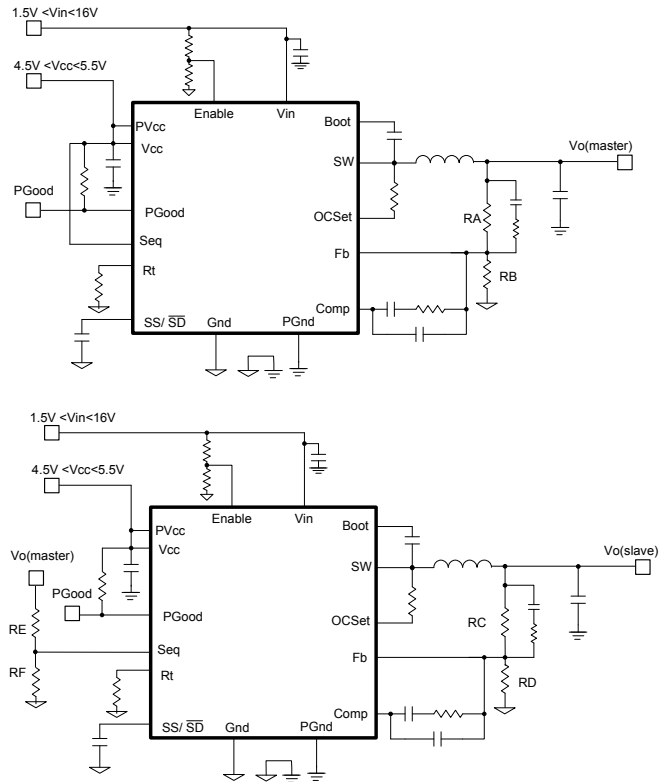 1.5V <Vin<16V
4.5V <Vcc<5.5V
Enable
Vin
PVcc
Boot
Vcc
Vo(master)
SW
PGood
PGood
OCSet
RA
Seq
Fb
Rt
RB
Comp
SS/ SD
Gnd
PGnd
1.5V <Vin<16V
4.5V <Vcc<5.5V
Enable
Vin
PVcc
Boot
Vo(master)
Vcc
Vo(slave)
SW
PGood
PGood
RE
OCSet
RC
Seq
Fb
RF
Rt
RD
Comp
SS/ SD
Gnd
PGnd